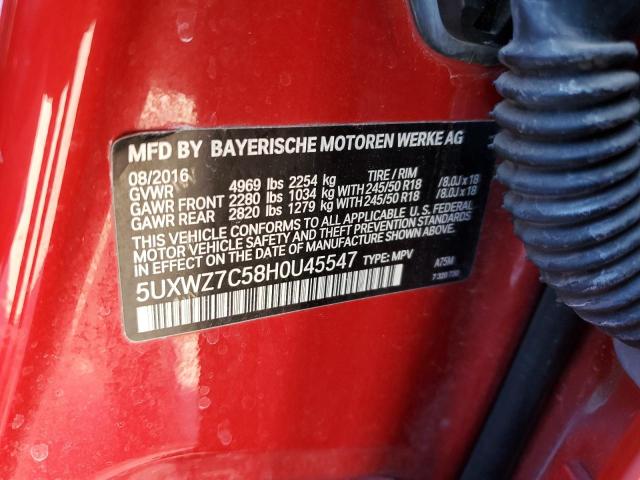 MFD BY BAYERISCHE MOTOREN WERKE AG
08/2016 TIRE / RIM
GVWR 4969 lbs 2254 kg
GAWR FRONT 2280 lbs 1034 kg WITH 245/50 R18 /8.0J x 18
GAWR REAR 2820 lbs 1279 kg WITH 245/50 R18 /8.0J x 18
THIS VEHICLE CONFORMS TO ALL APPLICABLE U.S. FEDERAL
MOTOR VEHICLE SAFETY AND THEFT PREVENTION STANDARDS
IN EFFECT ON THE DATE OF MANUFACTURE SHOWN ABOVE.
5UXWZ7C58H0U45547 TYPE: MPV A75M